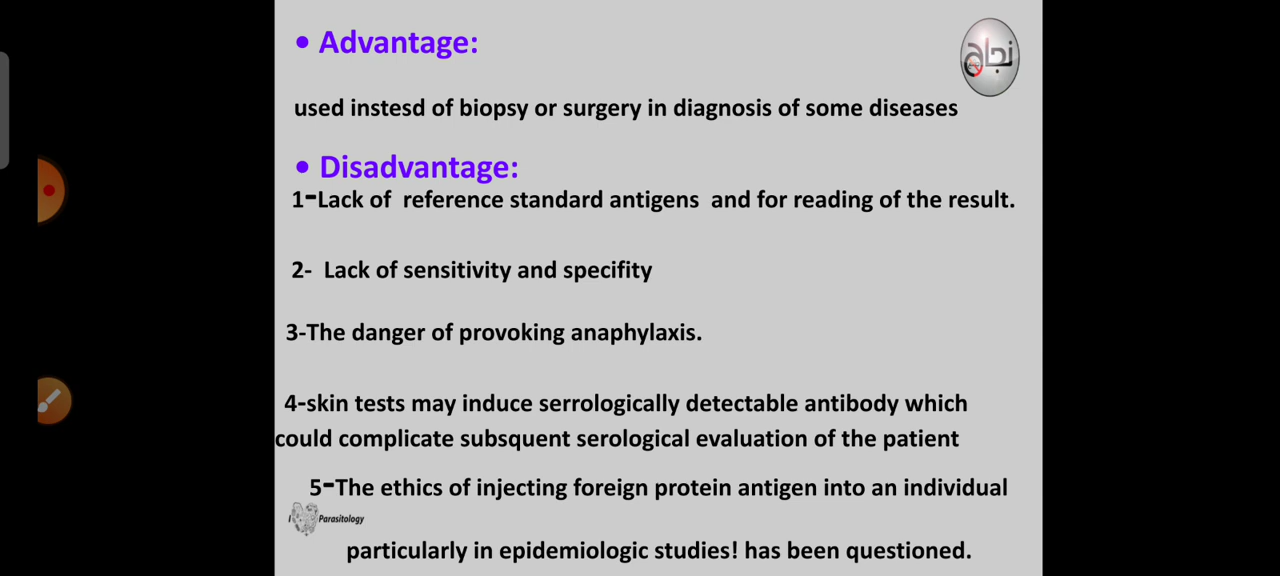 • Advantage:
used instesd of biopsy or surgery in diagnosis of some diseases
• Disadvantage:
1-Lack of reference standard antigens and for reading of the result.
2- Lack of sensitivity and specifity
3-The danger of provoking anaphylaxis.
4-skin tests may induce serrologically detectable antibody which
could complicate subsquent serological evaluation of the patient
5-The ethics of injecting foreign protein antigen into an individual
I Parasitology
particularly in epidemiologic studies! has been questioned.